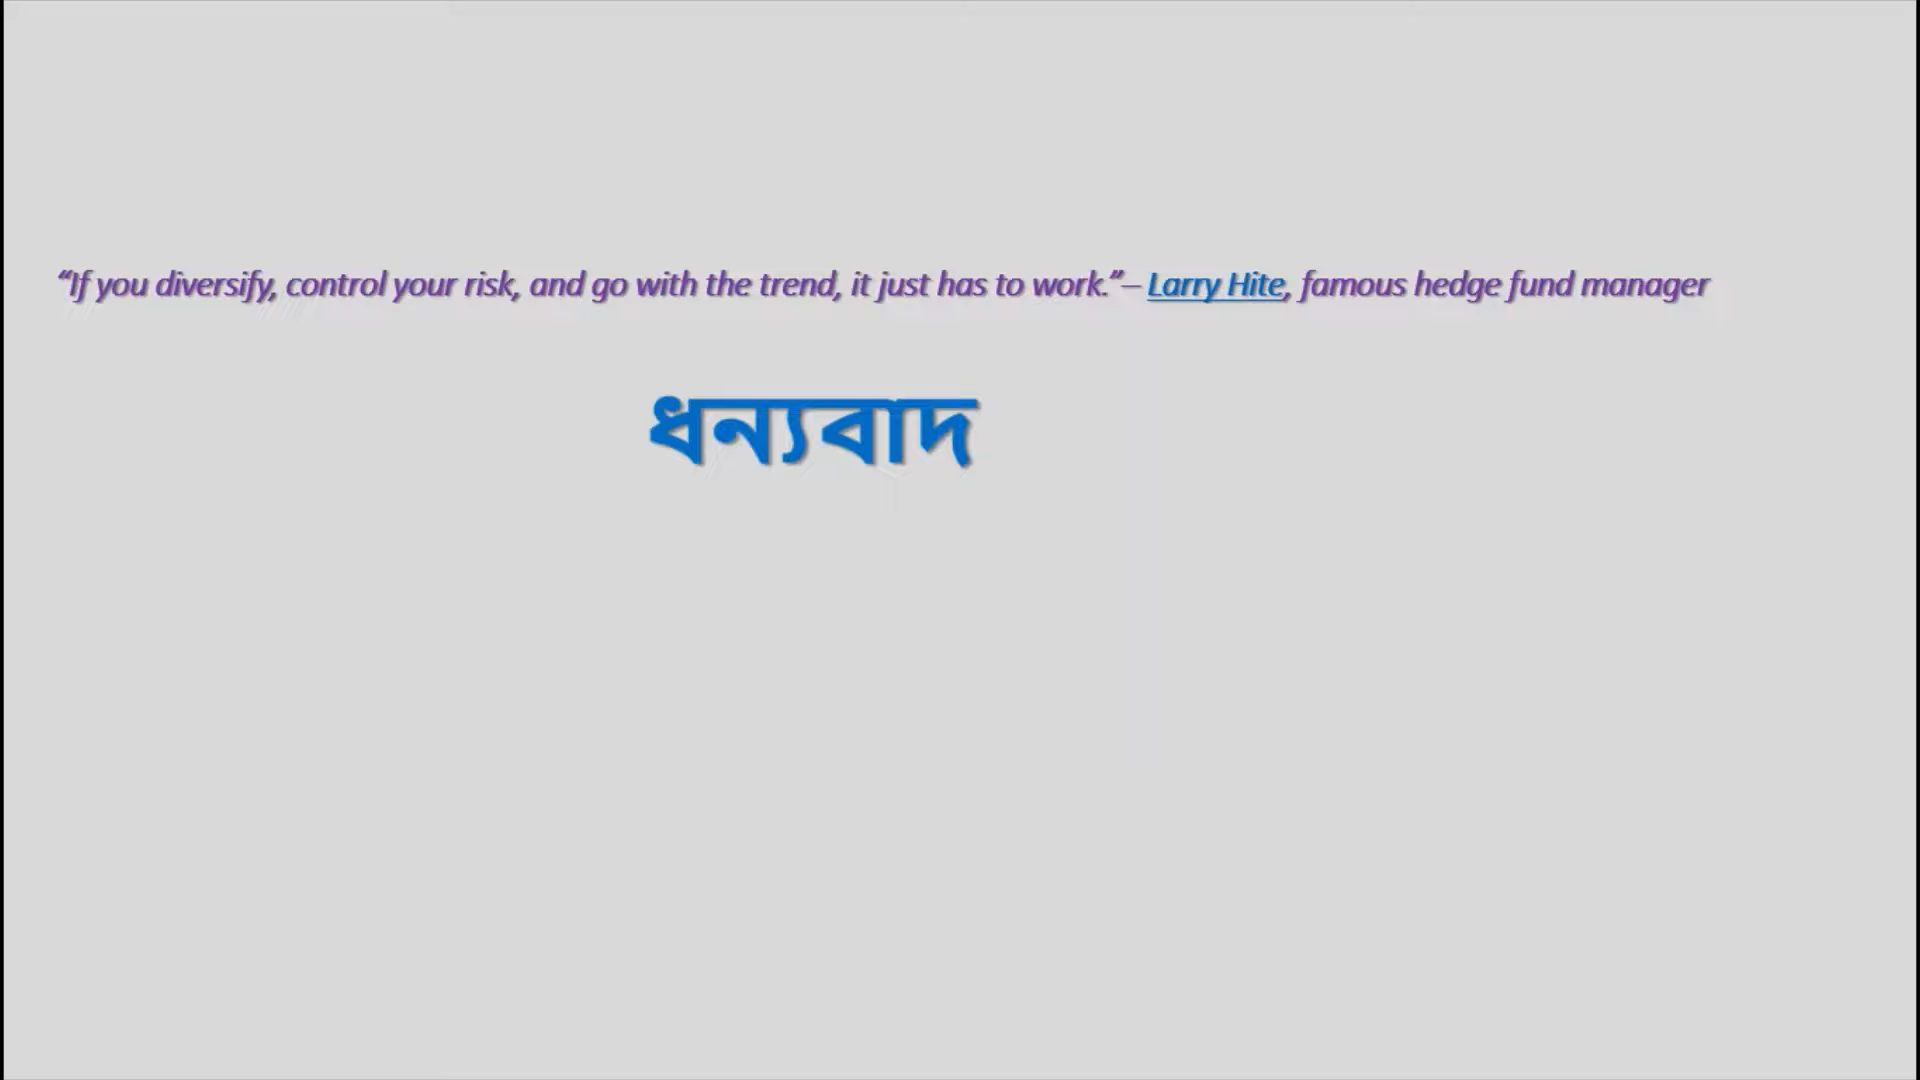 “If you diversify, control your risk, and go with the trend, it just has to work.”– Larry Hite, famous hedge fund manager
ধন্যবাদ